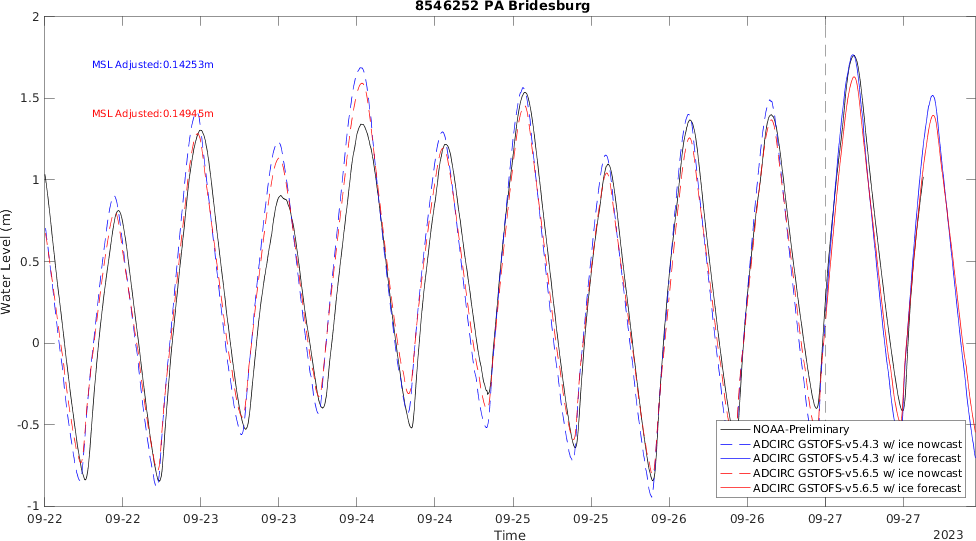 8546252 PA Bridesburg
2
MSL Adjusted:0.14253m
1.5
MSL Adjusted:0.14945m
1
0.5
0
-0.5
-1
Water Level (m)
NOAA-Preliminary
ADCIRC GSTOFS-v5.4.3 w/ ice nowcast
ADCIRC GSTOFS-v5.4.3 w/ ice forecast
ADCIRC GSTOFS-v5.6.5 w/ ice nowcast
ADCIRC GSTOFS-v5.6.5 w/ ice forecast
09-22 09-22 09-23 09-23 09-24 09-24 09-25 09-25 09-26 09-26 09-27 09-27
Time
2023